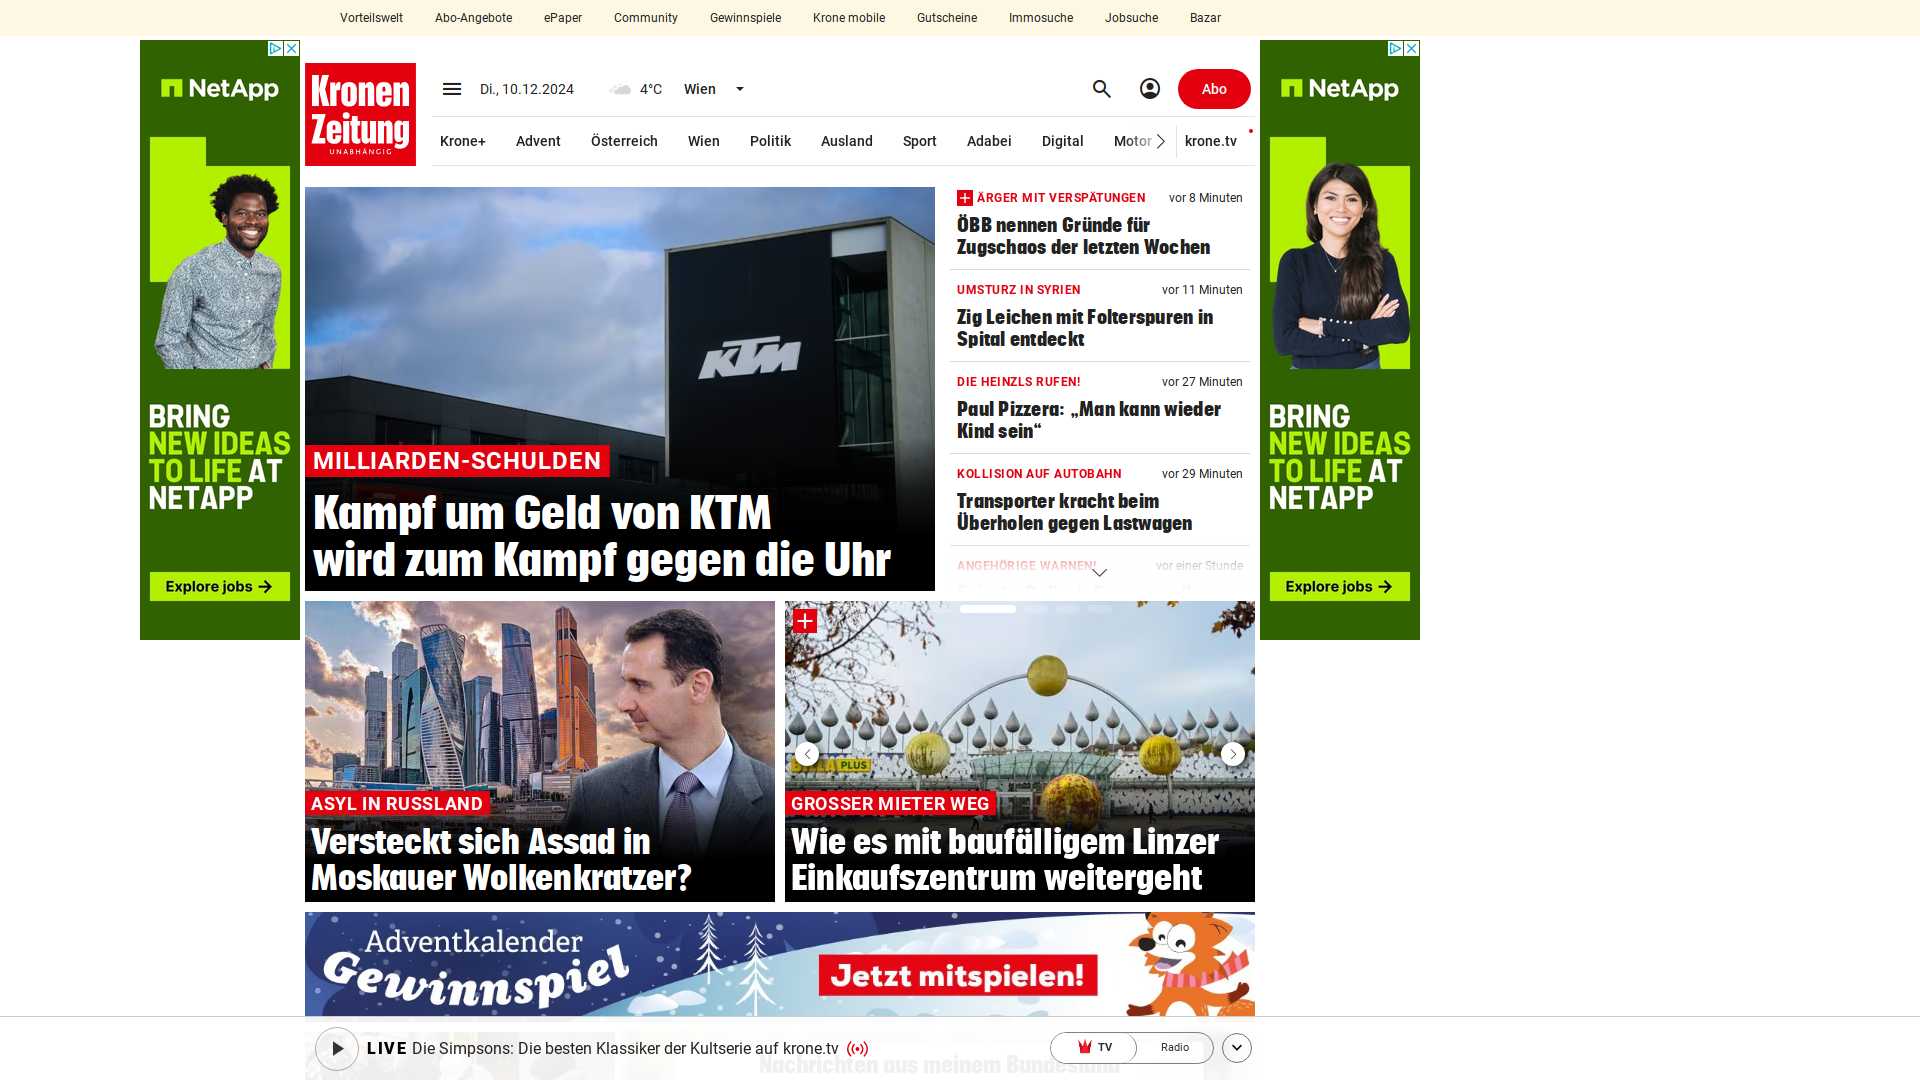 Vorteilswelt Abo-Angebote ePaper Community Gewinnspiele Krone mobile Gutscheine Immosuche Jobsuche Bazar
NetApp
BRING
NEW IDEAS
TO LIFE AT
NETAPP
Explore jobs →
Kronen
Zeitung
UNABHÄNGIG
Di., 10.12.2024 4°C Wien Abo
Krone+ Advent Österreich Wien Politik Ausland Sport Adabei Digital Motor krone.tv
KTM
MILLIARDEN-SCHULDEN
Kampf um Geld von KTM
wird zum Kampf gegen die Uhr
ÄRGER MIT VERSPÄTUNGEN vor 8 Minuten
ÖBB nennen Gründe für
Zugschaos der letzten Wochen
UMSTURZ IN SYRIEN vor 11 Minuten
Zig Leichen mit Folterspuren in
Spital entdeckt
DIE HEINZLS RUFEN! vor 27 Minuten
Paul Pizzera: „Man kann wieder
Kind sein“
KOLLISION AUF AUTOBAHN vor 29 Minuten
Transporter kracht beim
Überholen gegen Lastwagen
ANGEHÖRIGE WARNEN! vor einer Stunde
ASYL IN RUSSLAND
Versteckt sich Assad in
Moskauer Wolkenkratzer?
PLUS
GROSSER MIETER WEG
Wie es mit baufälligem Linzer
Einkaufszentrum weitergeht
NetApp
BRING
NEW IDEAS
TO LIFE AT
NETAPP
Explore jobs →
Adventkalender
Gewinnspiel
Jetzt mitspielen!
LIVE Die Simpsons: Die besten Klassiker der Kultserie auf krone.tv
TV Radio
Nachrichten aus meinem Bundesland